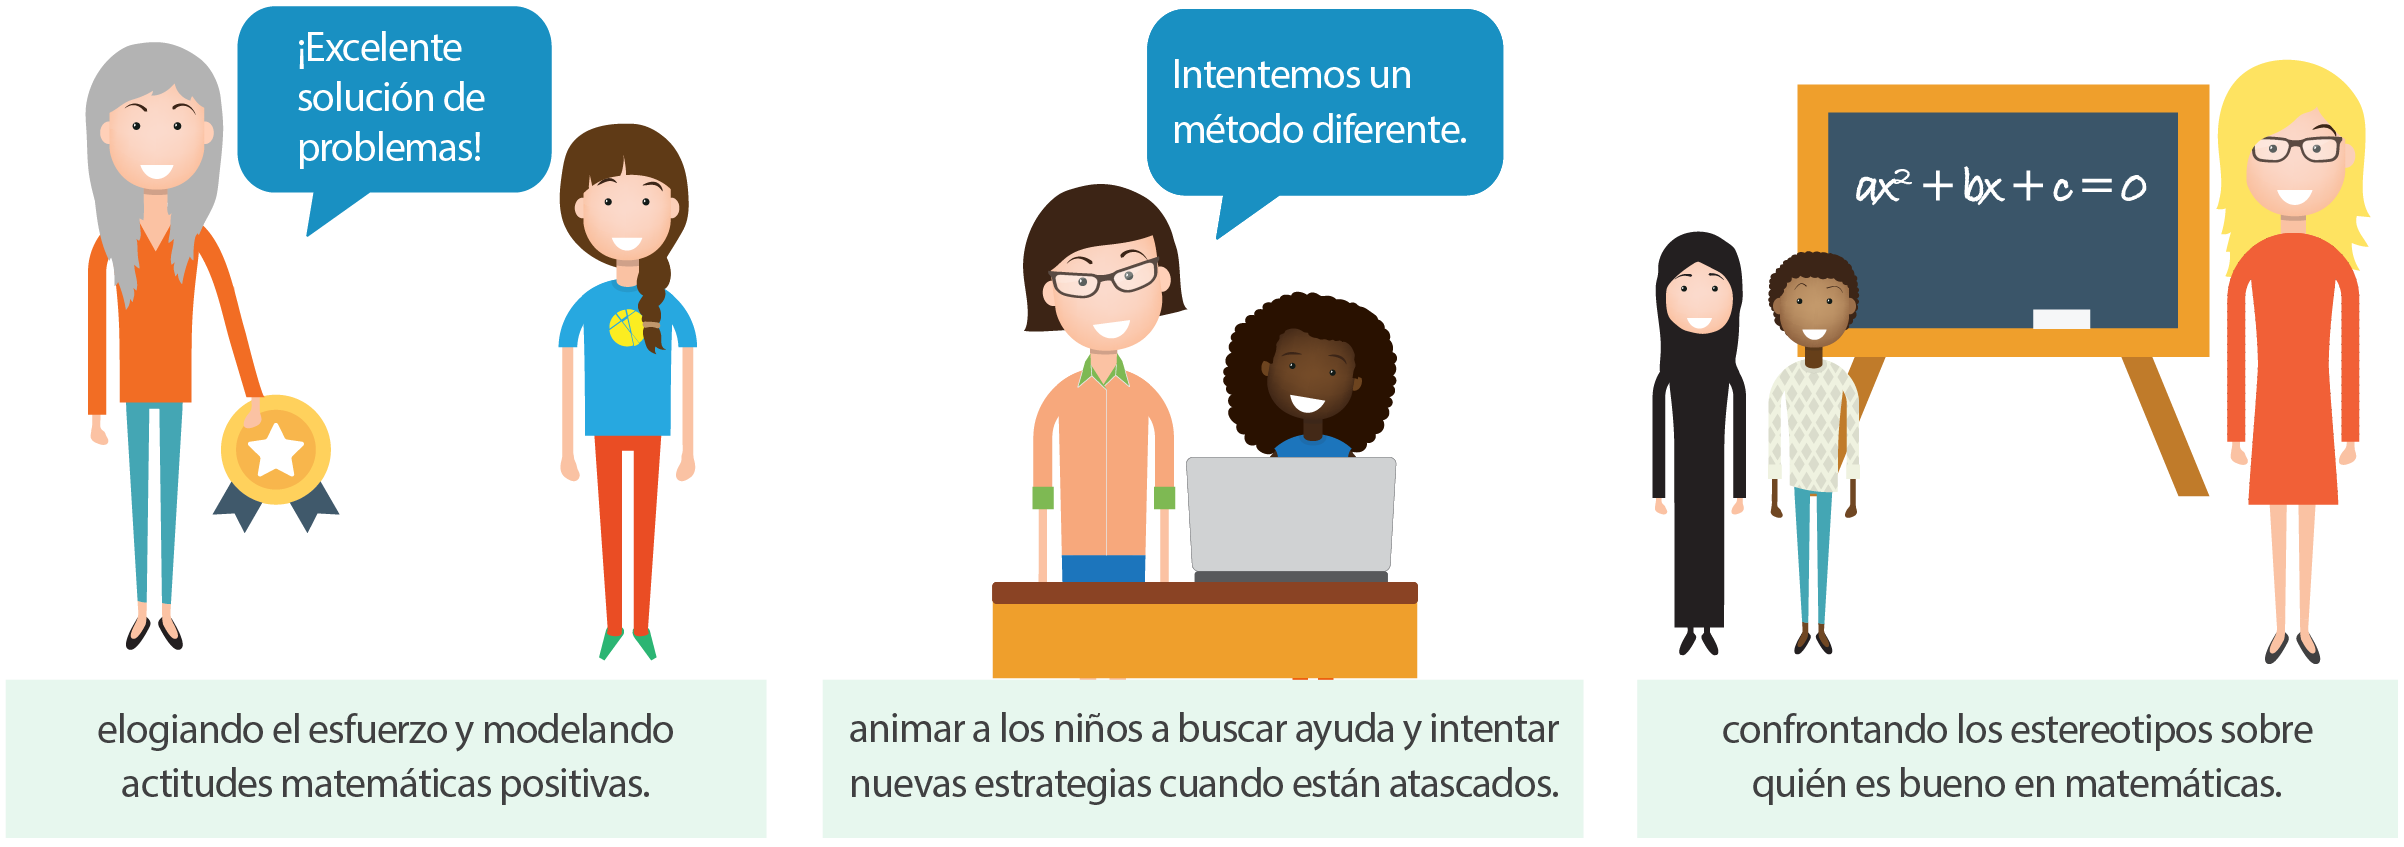 ¡Excelente
solución de
problemas!
Intentemos un
método diferente.
ax² + bx + c = 0
elogiando el esfuerzo y modelando
actitudes matemáticas positivas.
animar a los niños a buscar ayuda y intentar
nuevas estrategias cuando están atascados.
confrontando los estereotipos sobre
quién es bueno en matemáticas.